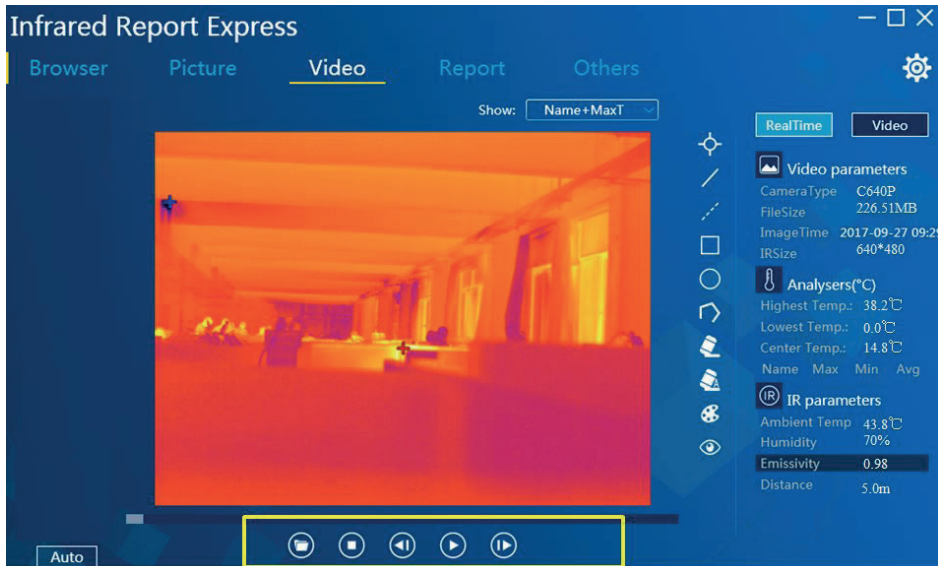 Infrared Report Express
Browser Picture Video Report Others
Show: Name+MaxT
RealTime Video
Video parameters
CameraType C640P
FileSize 226.51MB
ImageTime 2017-09-27 09:29
IRSize 640*480
Analysers(°C)
Highest Temp.: 38.2℃
Lowest Temp.: 0.0℃
Center Temp.: 14.8℃
Name Max Min Avg
IR IR parameters
Ambient Temp 43.8℃
Humidity 70%
Emissivity 0.98
Distance 5.0m
Auto